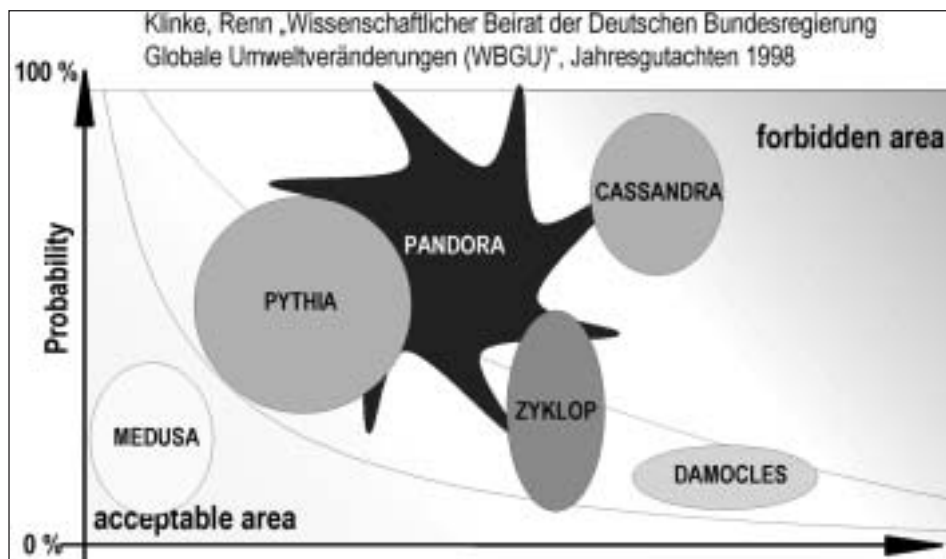 Klinke, Renn „Wissenschaftlicher Beirat der Deutschen Bundesregierung
Globale Umweltveränderungen (WBGU)“, Jahresgutachten 1998
100 %
forbidden area
CASSANDRA
PANDORA
Probability
PYTHIA
ZYKLOP
MEDUSA
DAMOCLES
acceptable area
0 %